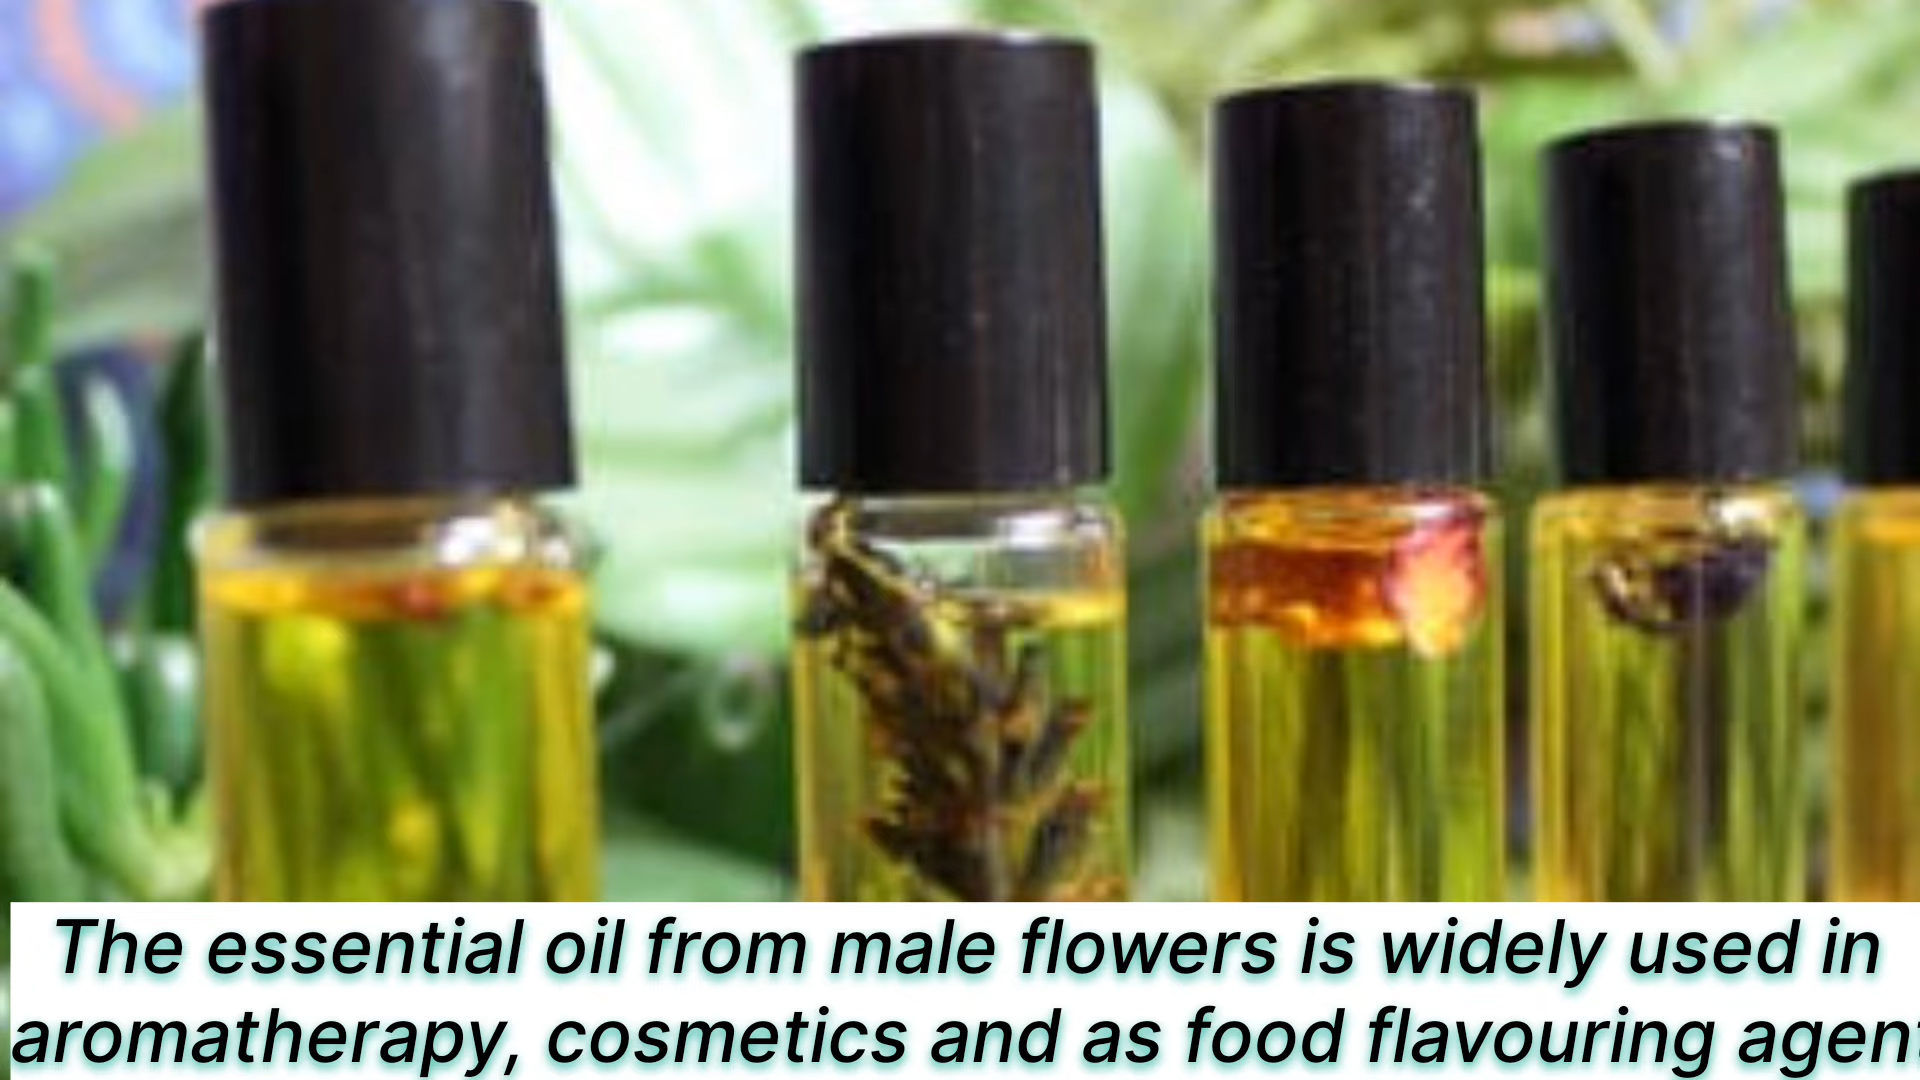 The essential oil from male flowers is widely used in
aromatherapy, cosmetics and as food flavouring agent